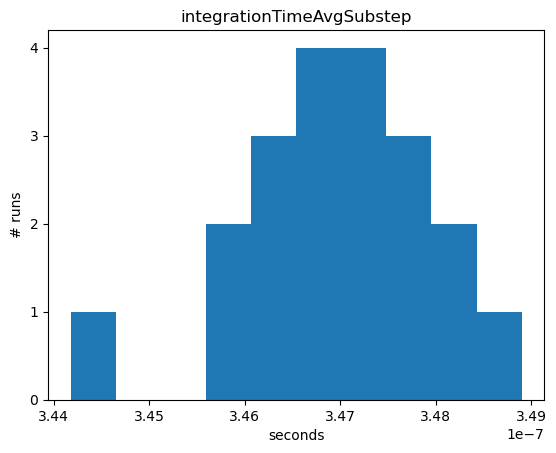 integrationTimeAvgSubstep
4
3
2
1
0
# runs
3.44 3.45 3.46 3.47 3.48 3.49
1e-7
seconds